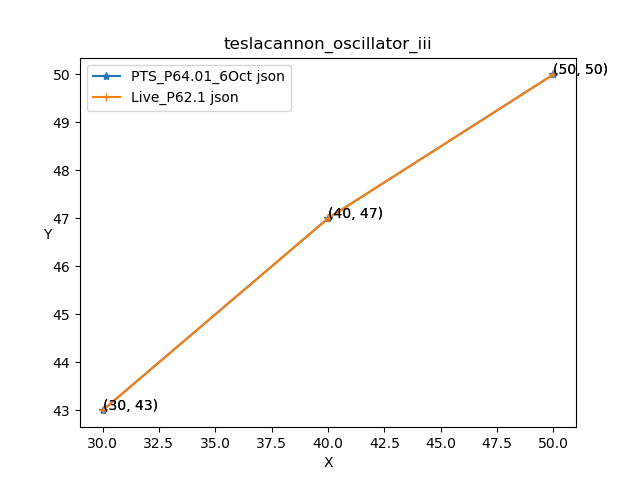 teslacannon_oscillator_iii
PTS_P64.01_6Oct json
Live_P62.1 json
(50, 50)
(40, 47)
(30, 43)
50
49
48
47
46
45
44
43
Y
30.0 32.5 35.0 37.5 40.0 42.5 45.0 47.5 50.0
X